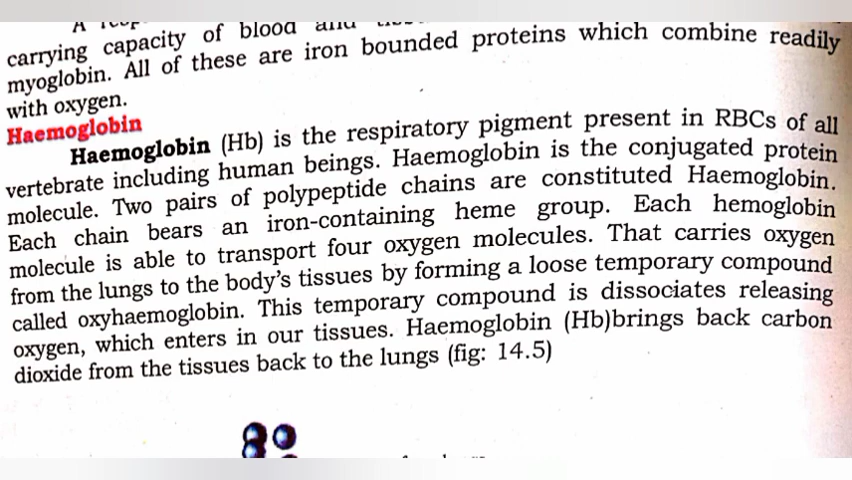 A
carrying capacity of blood and
myoglobin. All of these are iron bounded proteins which combine readily
with oxygen.
Haemoglobin
Haemoglobin (Hb) is the respiratory pigment present in RBCs of all
vertebrate including human beings. Haemoglobin is the conjugated protein
molecule. Two pairs of polypeptide chains are constituted Haemoglobin.
Each chain bears an iron-containing heme group. Each hemoglobin
molecule is able to transport four oxygen molecules. That carries oxygen
from the lungs to the body's tissues by forming a loose temporary compound
called oxyhaemoglobin. This temporary compound is dissociates releasing
oxygen, which enters in our tissues. Haemoglobin (Hb)brings back carbon
dioxide from the tissues back to the lungs (fig: 14.5)